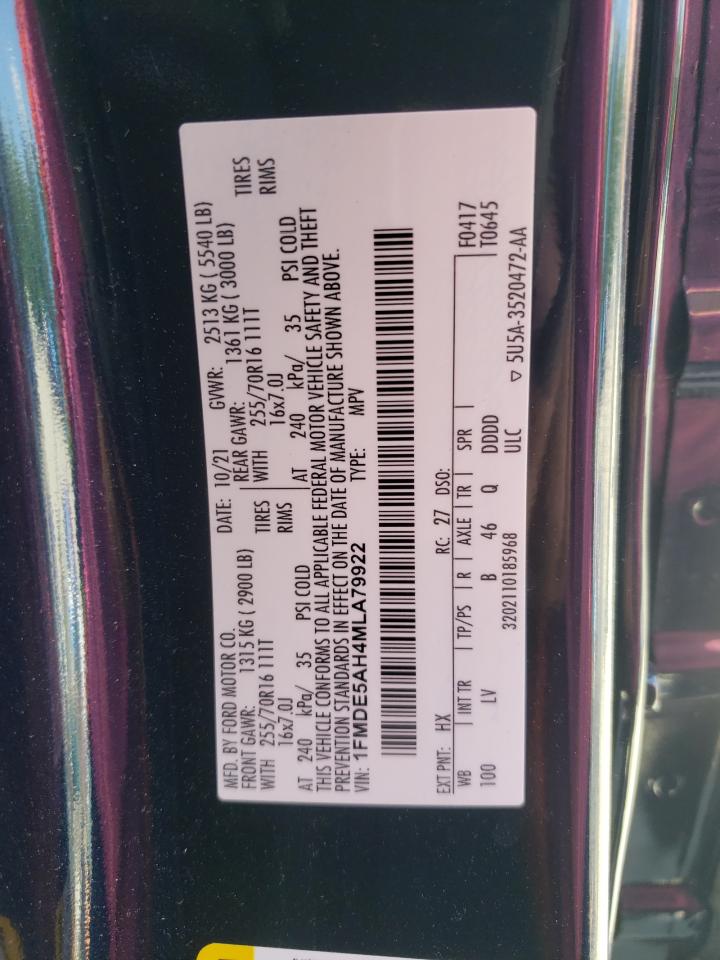 MFD. BY FORD MOTOR CO. DATE: 10/21 GVWR: 2513 KG ( 5540 LB)
FRONT GAWR: 1315 KG ( 2900 LB) REAR GAWR: 1361 KG ( 3000 LB)
WITH 255/70R16 111T TIRES WITH 255/70R16 111T TIRES
16x7.0J RIMS 16x7.0J RIMS
AT 240 kPa/ 35 PSI COLD AT 240 kPa/ 35 PSI COLD
THIS VEHICLE CONFORMS TO ALL APPLICABLE FEDERAL MOTOR VEHICLE SAFETY AND THEFT
PREVENTION STANDARDS IN EFFECT ON THE DATE OF MANUFACTURE SHOWN ABOVE.
VIN: 1FMDE5AH4MLA79922 TYPE: MPV
EXT PNT: HX RC: 27 DSO: F0417
WB INT TR TP/PS R AXLE TR SPR T0645
100 LV B 46 Q DDDD
3202110185968 ULC ▽ 5U5A-3520472-AA